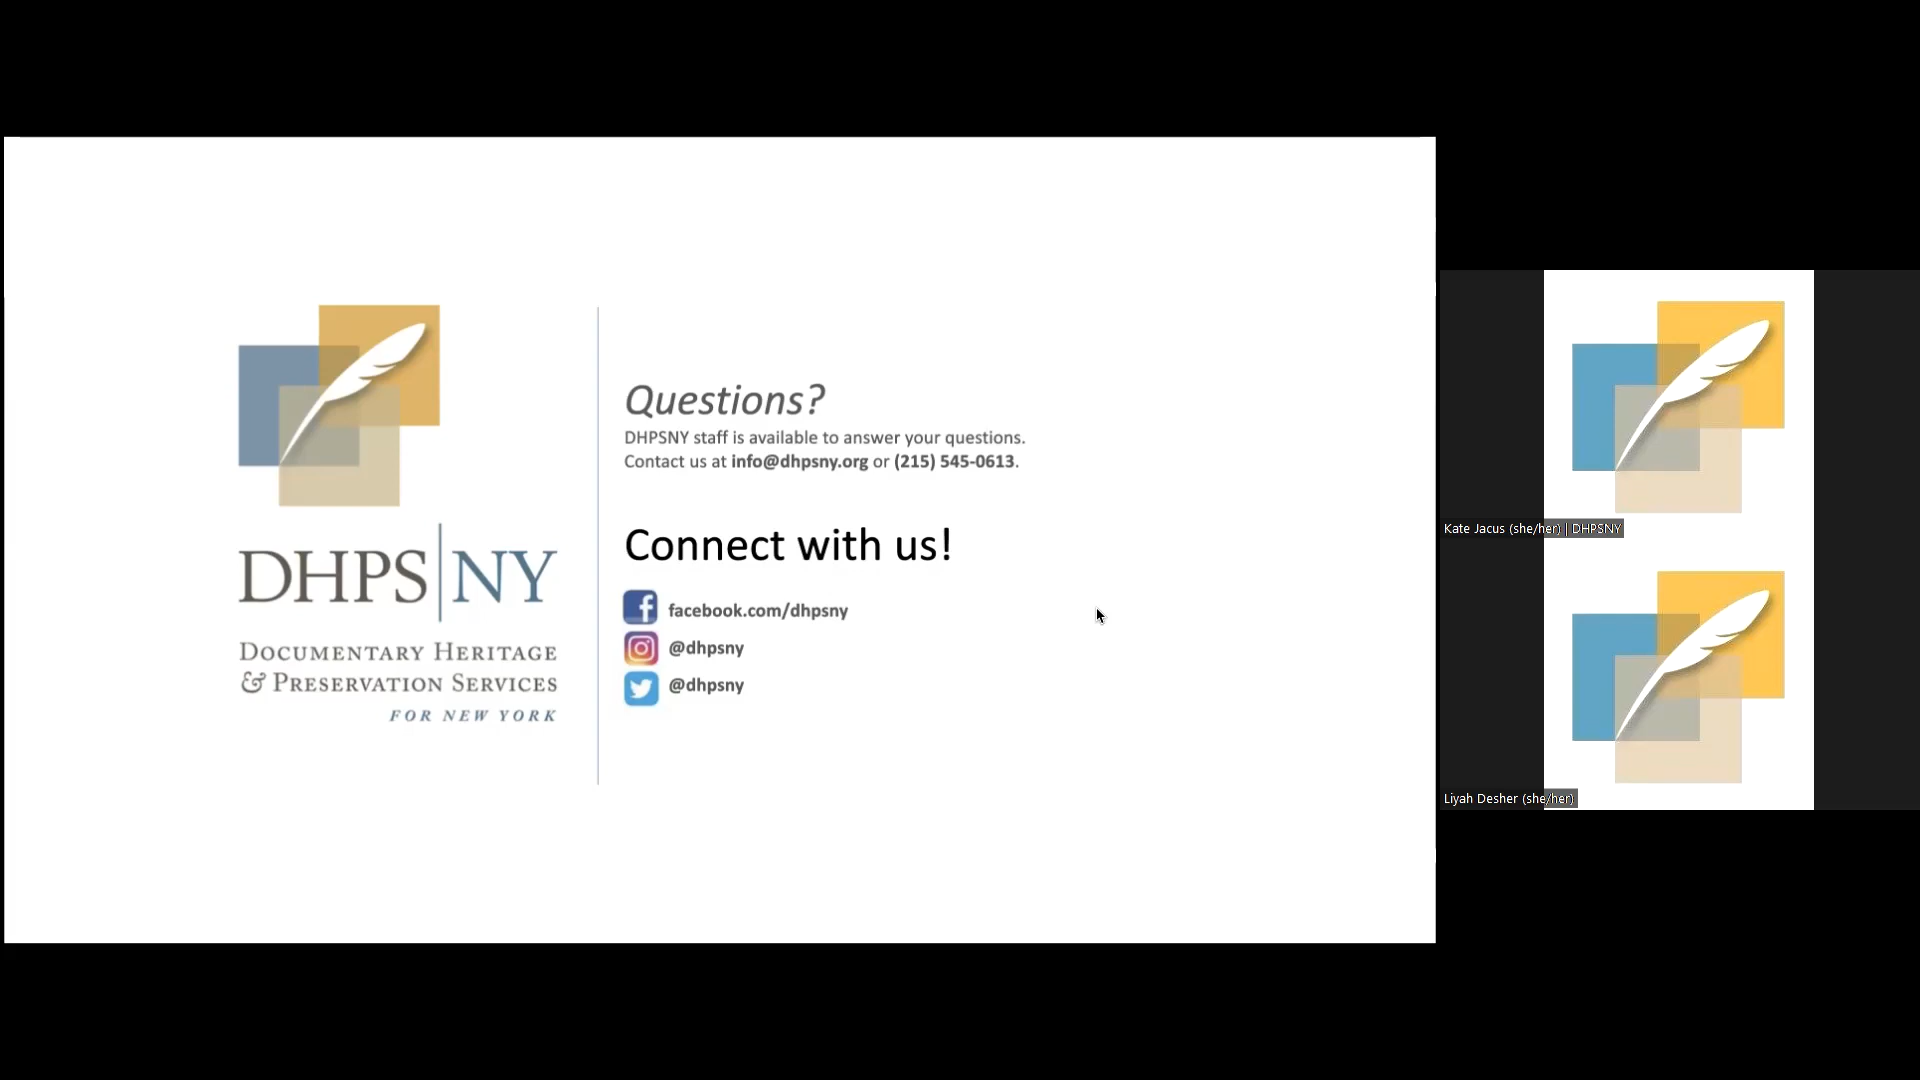 DHPS|NY
DOCUMENTARY HERITAGE
& PRESERVATION SERVICES
FOR NEW YORK
Questions?
DHPSNY staff is available to answer your questions.
Contact us at info@dhpsny.org or (215) 545-0613.
Connect with us!
facebook.com/dhpsny
@dhpsny
@dhpsny
Kate Jacus (she/her) | DHPSNY
Liyah Desher (she/her)